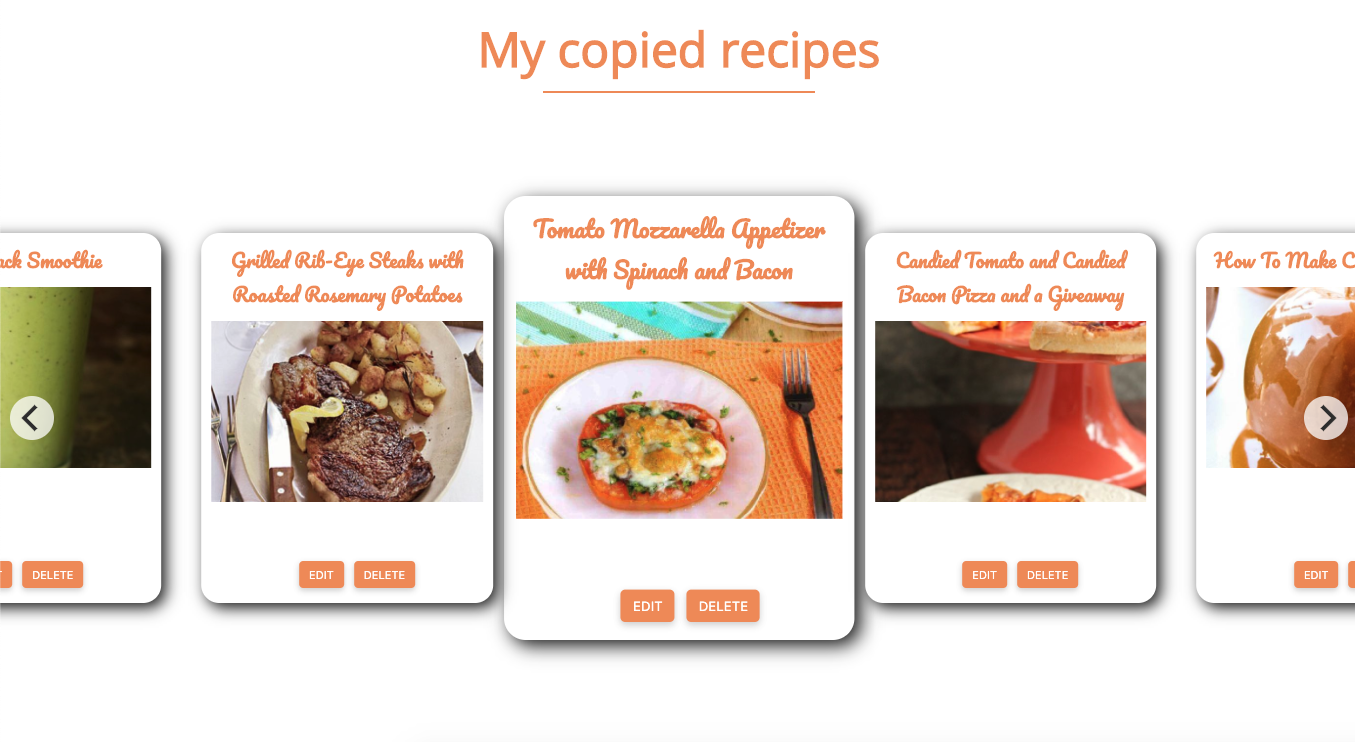 My copied recipes
Smoothie
DELETE
Grilled Rib-Eye Steaks with
Roasted Rosemary Potatoes
EDIT DELETE
Tomato Mozzarella Appetizer
with Spinach and Bacon
EDIT DELETE
Candied Tomato and Candied
Bacon Pizza and a Giveaway
EDIT DELETE
How To Make
EDIT